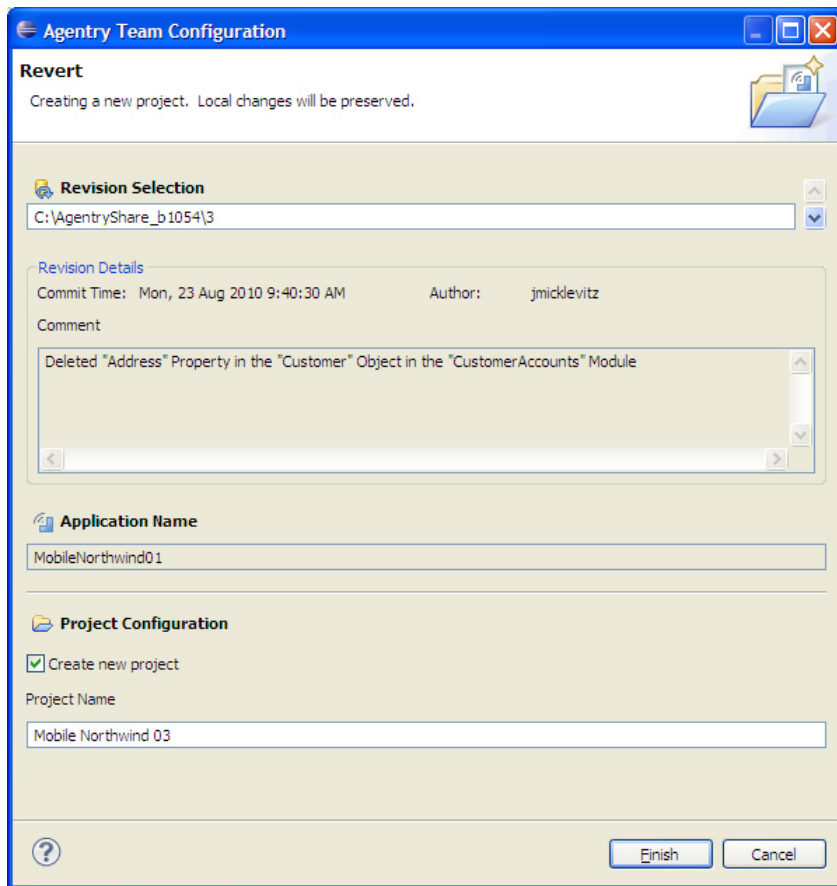 Agentry Team Configuration
Revert
Creating a new project. Local changes will be preserved.
Revision Selection
C:\AgentryShare_b1054\3
Revision Details
Commit Time: Mon, 23 Aug 2010 9:40:30 AM Author: jmicklevitz
Comment
Deleted "Address" Property in the "Customer" Object in the "CustomerAccounts" Module
Application Name
MobileNorthwind01
Project Configuration
Create new project
Project Name
Mobile Northwind 03
? Finish Cancel